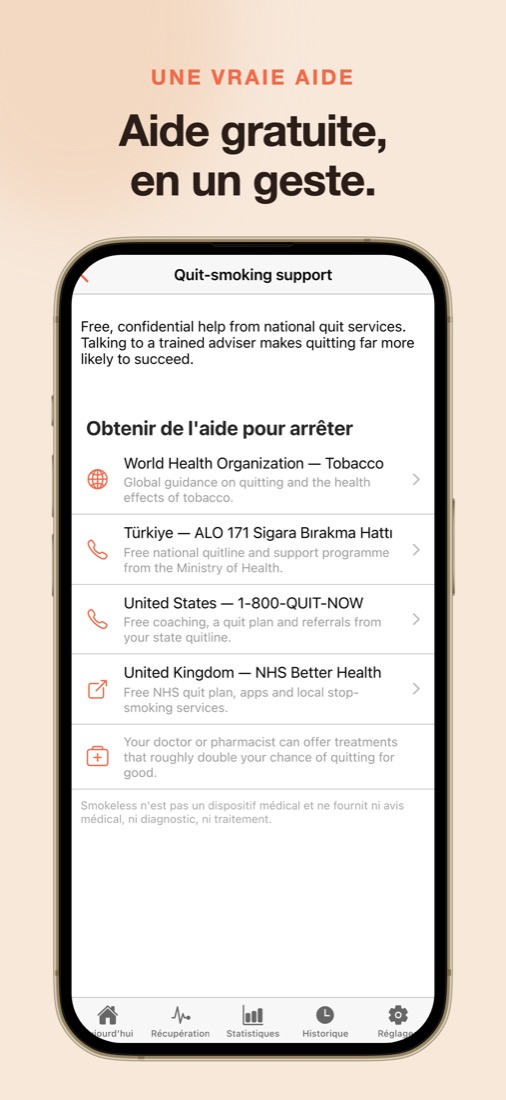 UNE VRAIE AIDE
Aide gratuite,
en un geste.
Quit-smoking support
Free, confidential help from national quit services.
Talking to a trained adviser makes quitting far more
likely to succeed.
Obtenir de l'aide pour arrêter
World Health Organization — Tobacco
Global guidance on quitting and the health
effects of tobacco.
Türkiye — ALO 171 Sigara Bırakma Hattı
Free national quitline and support programme
from the Ministry of Health.
United States — 1-800-QUIT-NOW
Free coaching, a quit plan and referrals from
your state quitline.
United Kingdom — NHS Better Health
Free NHS quit plan, apps and local stop-
smoking services.
Your doctor or pharmacist can offer treatments
that roughly double your chance of quitting for
good.
Smokeless n'est pas un dispositif médical et ne fournit ni avis
médical, ni diagnostic, ni traitement.
Récupération Statistiques Historique